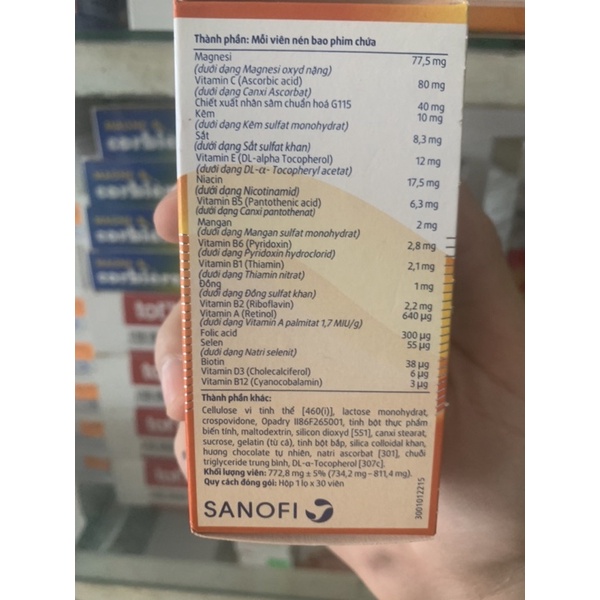 Thành phần: Mỗi viên nén bao phim chứa
Magnesi 77,5 mg
(dưới dạng Magnesi oxyd nặng)
Vitamin C (Ascorbic acid) 80 mg
(dưới dạng Canxi Ascorbat)
Chiết xuất nhân sâm chuẩn hoá G115 40 mg
Kẽm 10 mg
(dưới dạng Kẽm sulfat monohydrat)
Sắt 8,3 mg
(dưới dạng Sắt sulfat khan)
Vitamin E (DL-alpha Tocopherol) 12 mg
(dưới dạng DL-α- Tocopheryl acetat)
Niacin 17,5 mg
(dưới dạng Nicotinamid)
Vitamin B5 (Pantothenic acid) 6,3 mg
(dưới dạng Canxi pantothenat)
Mangan 2 mg
(dưới dạng Mangan sulfat monohydrat)
Vitamin B6 (Pyridoxin) 2,8 mg
(dưới dạng Pyridoxin hydroclorid)
Vitamin B1 (Thiamin) 2,1 mg
(dưới dạng Thiamin nitrat)
Đồng 1 mg
(dưới dạng Đồng sulfat khan)
Vitamin B2 (Riboflavin) 2,2 mg
Vitamin A (Retinol) 640 µg
(dưới dạng Vitamin A palmitat 1,7 MIU/g)
Folic acid 300 µg
Selen 55 µg
(dưới dạng Natri selenit)
Biotin 38 µg
Vitamin D3 (Cholecalciferol) 6 µg
Vitamin B12 (Cyanocobalamin) 3 µg
Thành phần khác:
Cellulose vi tinh thể [460(i)], lactose monohydrat,
crospovidone, Opadry II86F265001, tinh bột thực phẩm
biến tính, maltodextrin, silicon dioxyd [551], canxi stearat,
sucrose, gelatin (từ cá), tinh bột bắp, silica colloidal khan,
hương chocolate tự nhiên, natri ascorbat [301], chuỗi
triglyceride trung bình, DL-α-Tocopherol [307c].
Khối lượng viên: 772,8 mg ± 5% (734,2 mg – 811,4 mg).
Quy cách đóng gói: Hộp 1 lọ x 30 viên
SANOFI
3001012215
corbière
corbière
corbière